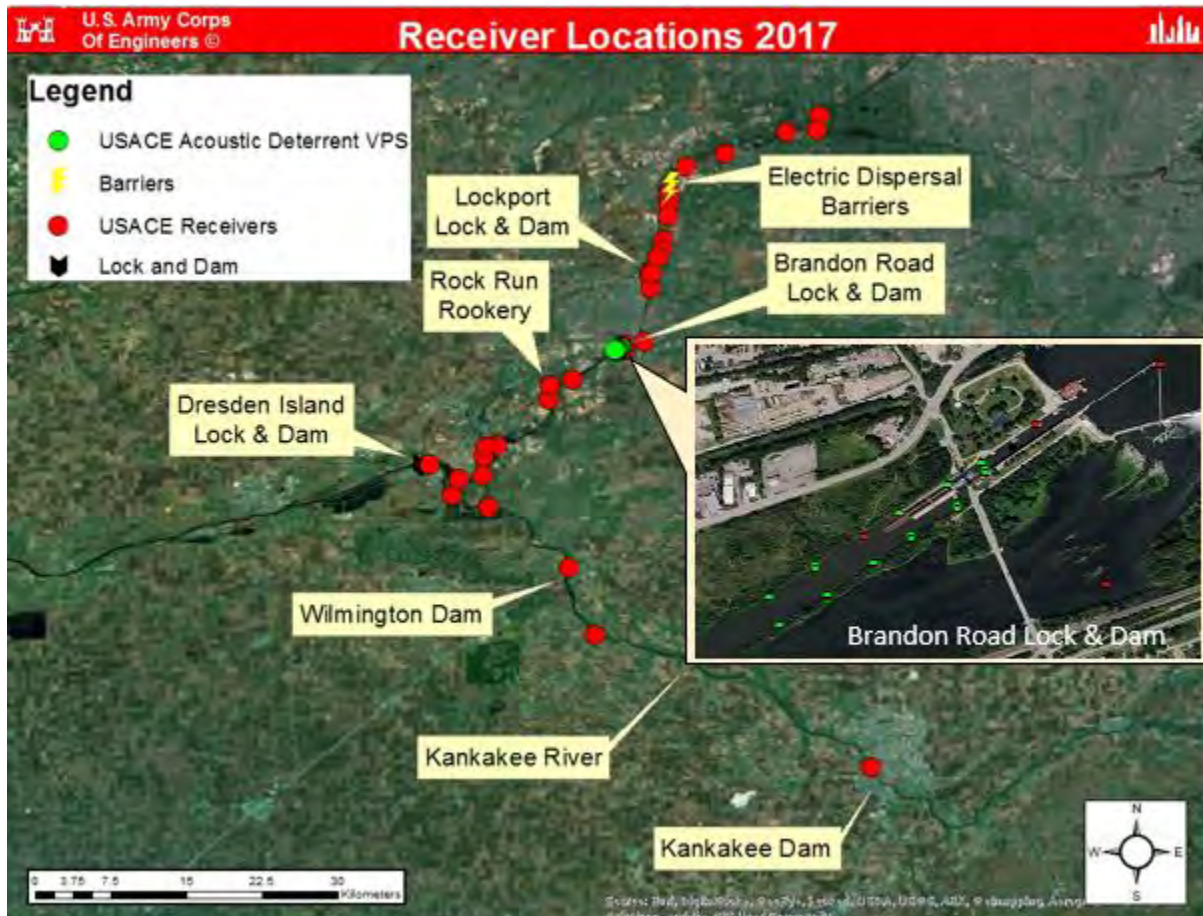 U.S. Army Corps
Of Engineers ©
Receiver Locations 2017
Legend
USACE Acoustic Deterrent VPS
Barriers
USACE Receivers
Lock and Dam
Electric Dispersal
Barriers
Lockport
Lock & Dam
Brandon Road
Lock & Dam
Rock Run
Rookery
Dresden Island
Lock & Dam
Brandon Road Lock & Dam
Wilmington Dam
Kankakee River
Kankakee Dam
N
W E
S
0 3.75 7.5 15 22.5 30
Kilometers